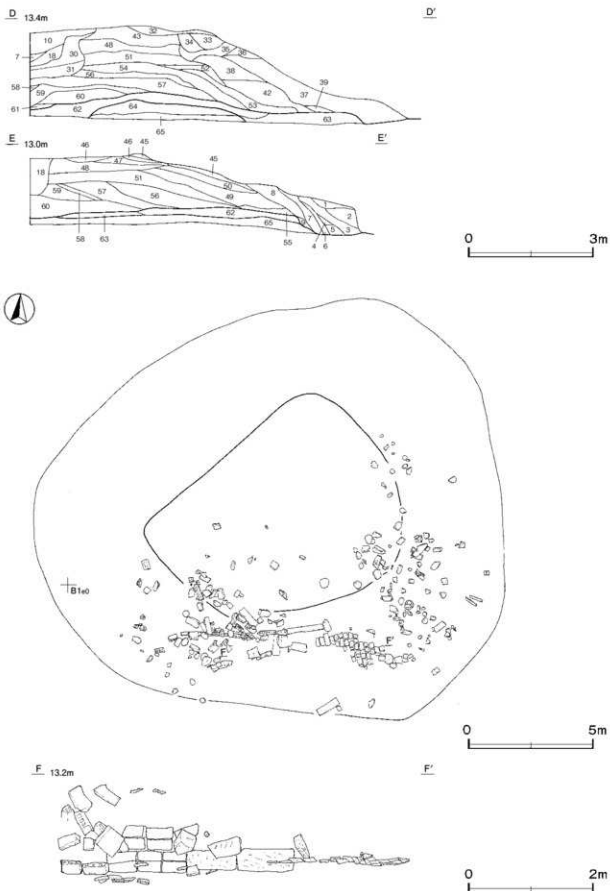 D 13.4m D′
10 43 32 34 33 35 36
7 18 30 48 51 52 38
31 56 54 42 39
58 57 53 37
59 60
61 62 64 63
65
E 13.0m 46 45 E′
46 47 45
18 48 51 50 8 1
59 57 56 49 7 2
60 62 65 5 3
58 63 55 4 6
0 3m
B1e0
F F′
0 5m
F 13.2m F′
0 2m